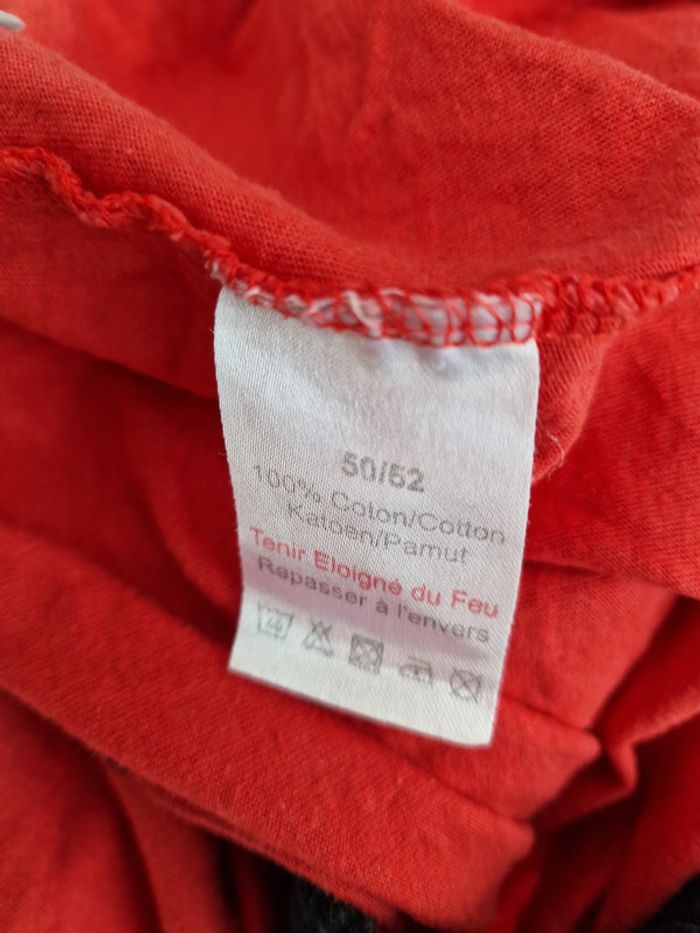 50/52
100% Coton/Cotton
Katoen/Pamut
Tenir Eloigné du Feu
Repasser à l'envers